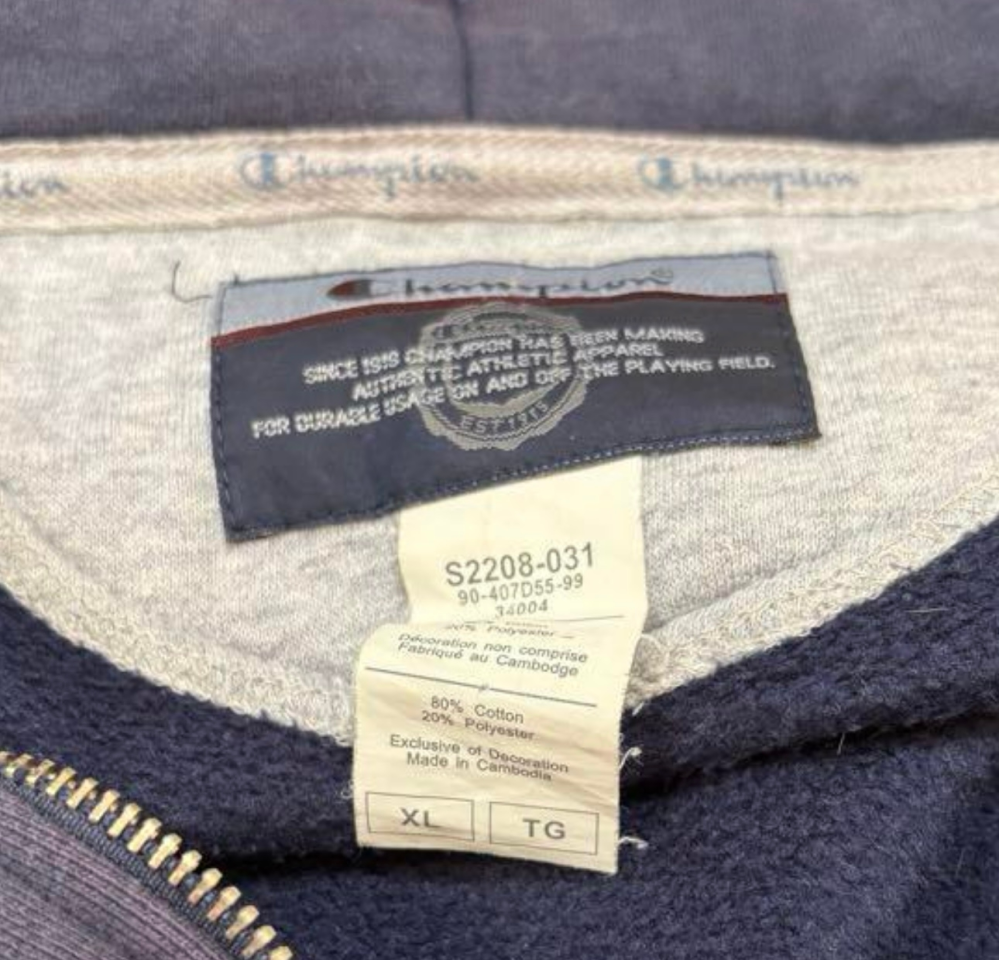 Champion Champion
Champion®
SINCE 1919 CHAMPION HAS BEEN MAKING
AUTHENTIC ATHLETIC APPAREL
FOR DURABLE USAGE ON AND OFF THE PLAYING FIELD.
EST 1919
S2208-031
90-407D55-99
34004
20% Polyester
Décoration non comprise
Fabriqué au Cambodge
80% Cotton
20% Polyester
Exclusive of Decoration
Made in Cambodia
XL TG